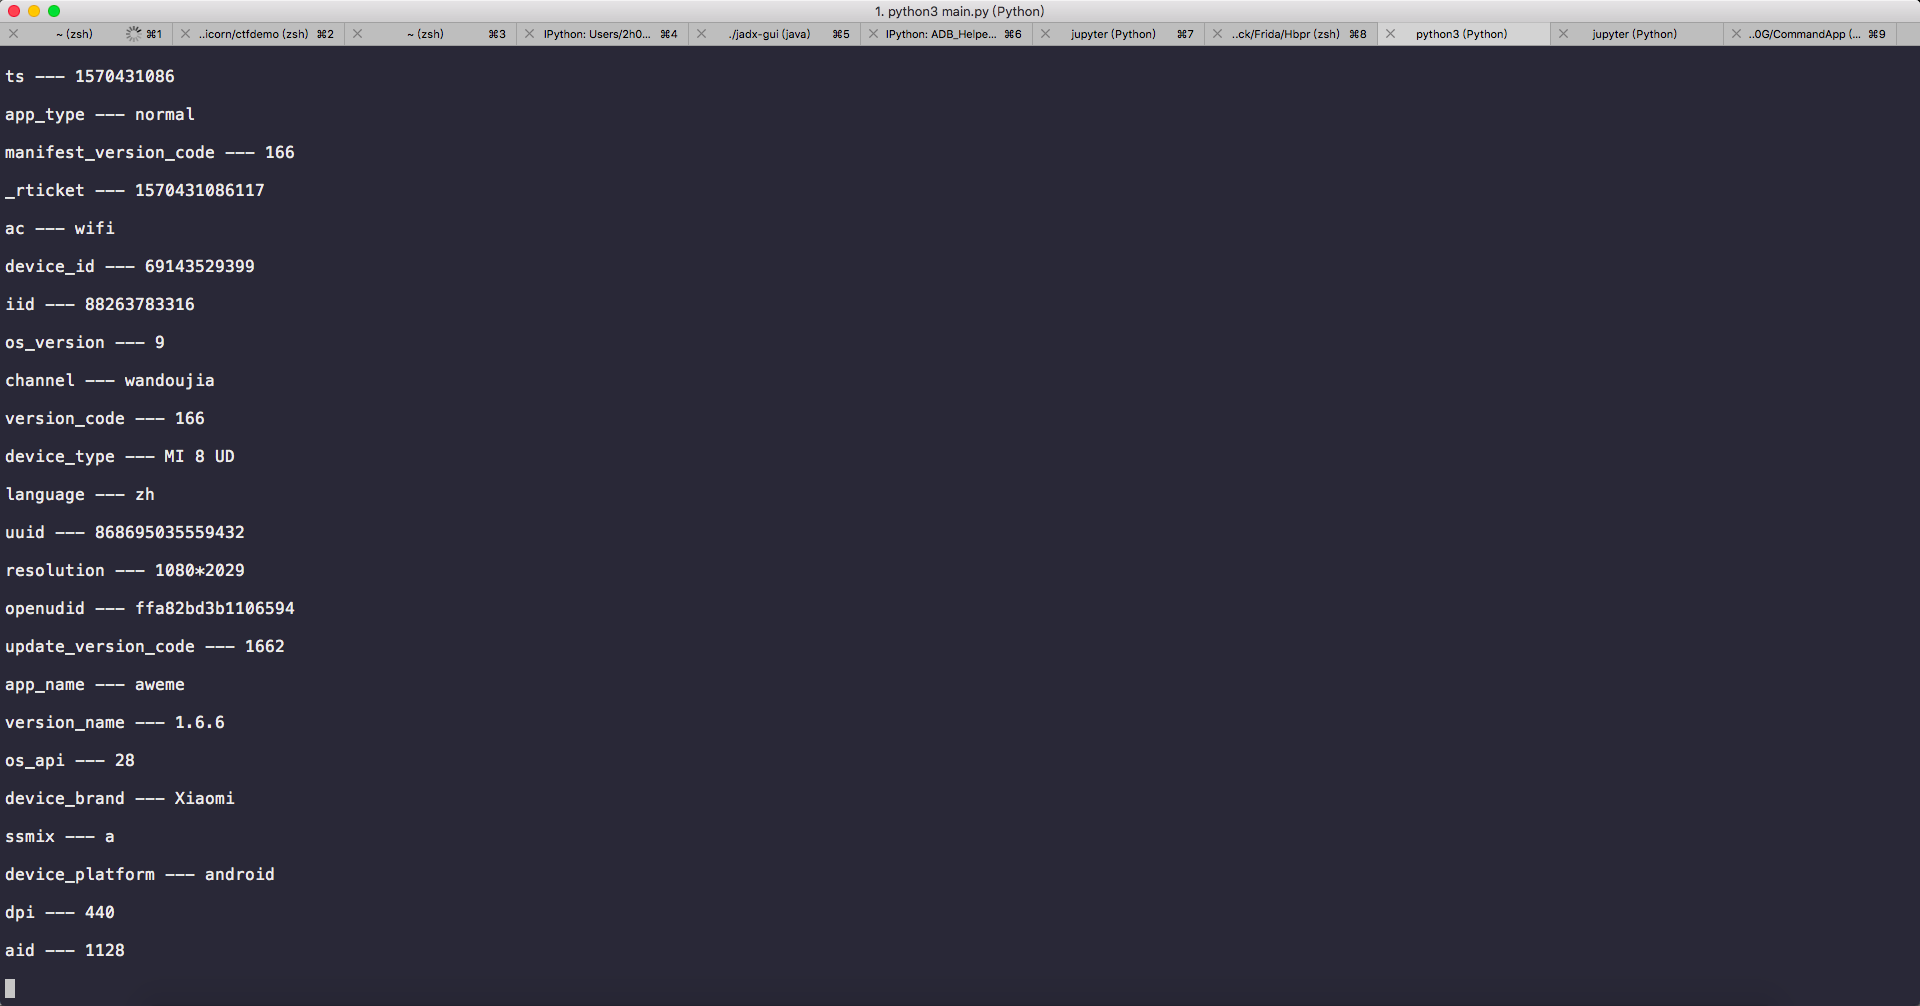 1. python3 main.py (Python)
~ (zsh) ⌘1 ..icorn/ctfdemo (zsh) ⌘2 ~ (zsh) ⌘3 IPython: Users/2h0... ⌘4 ./jadx-gui (java) ⌘5 IPython: ADB_Helpe... ⌘6 jupyter (Python) ⌘7 ..ck/Frida/Hbpr (zsh) ⌘8 python3 (Python) jupyter (Python) ..0G/CommandApp (... ⌘9
ts --- 1570431086
app_type --- normal
manifest_version_code --- 166
_rticket --- 1570431086117
ac --- wifi
device_id --- 69143529399
iid --- 88263783316
os_version --- 9
channel --- wandoujia
version_code --- 166
device_type --- MI 8 UD
language --- zh
uuid --- 868695035559432
resolution --- 1080*2029
openudid --- ffa82bd3b1106594
update_version_code --- 1662
app_name --- aweme
version_name --- 1.6.6
os_api --- 28
device_brand --- Xiaomi
ssmix --- a
device_platform --- android
dpi --- 440
aid --- 1128